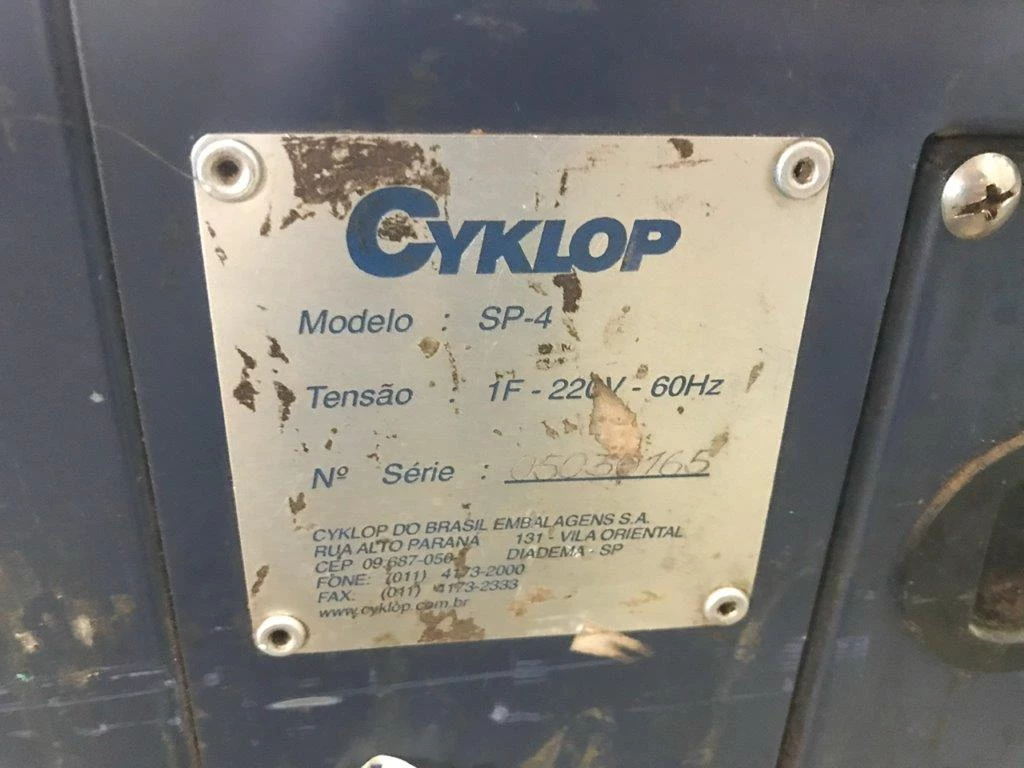 CYKLOP
Modelo : SP-4
Tensão : 1F - 220V - 60Hz
Nº Série :
CYKLOP DO BRASIL EMBALAGENS S.A.
RUA ALTO PARANÁ 131 - VILA ORIENTAL
CEP 09.687-050 DIADEMA - SP
FONE: (011) 4173-2000
FAX: (011) 4173-2333
www.cyklop.com.br